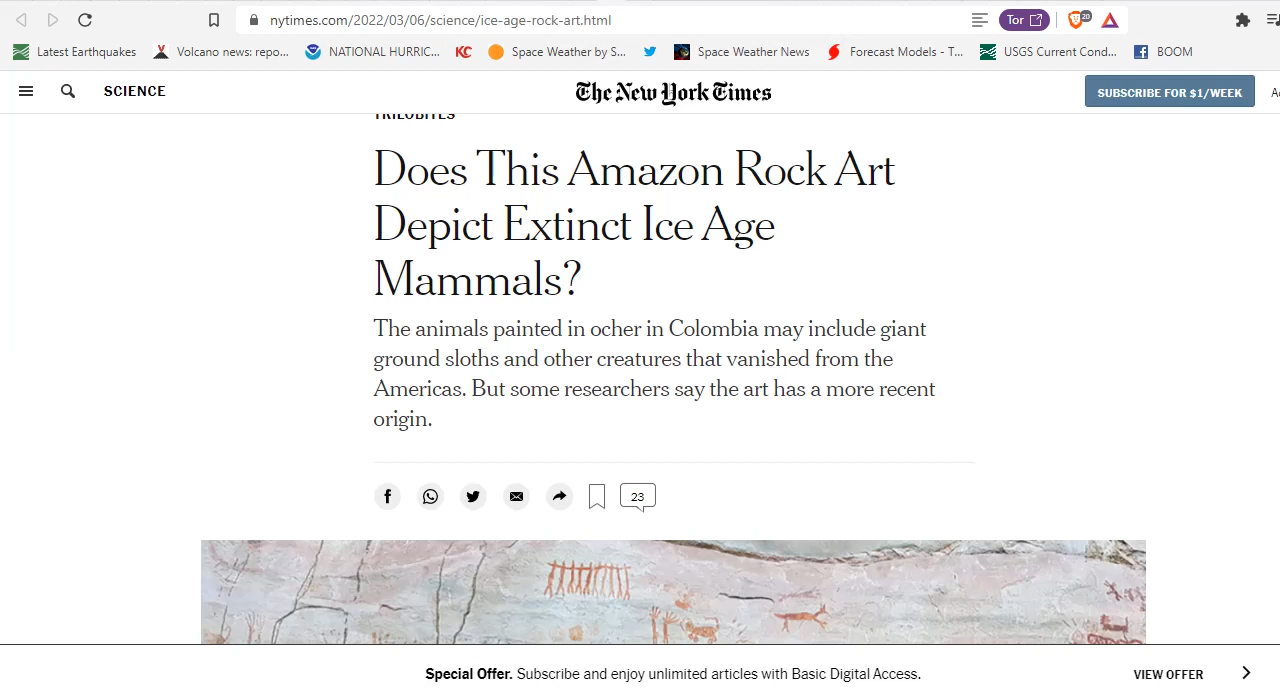 nytimes.com/2022/03/06/science/ice-age-rock-art.html
Tor
20
Latest Earthquakes
Volcano news: repo...
NATIONAL HURRIC...
KC
Space Weather by S...
Space Weather News
Forecast Models - T...
USGS Current Cond...
BOOM
SCIENCE
The New York Times
SUBSCRIBE FOR $1/WEEK
TRILOBITES
Does This Amazon Rock Art
Depict Extinct Ice Age
Mammals?
The animals painted in ocher in Colombia may include giant
ground sloths and other creatures that vanished from the
Americas. But some researchers say the art has a more recent
origin.
23
Special Offer. Subscribe and enjoy unlimited articles with Basic Digital Access.
VIEW OFFER